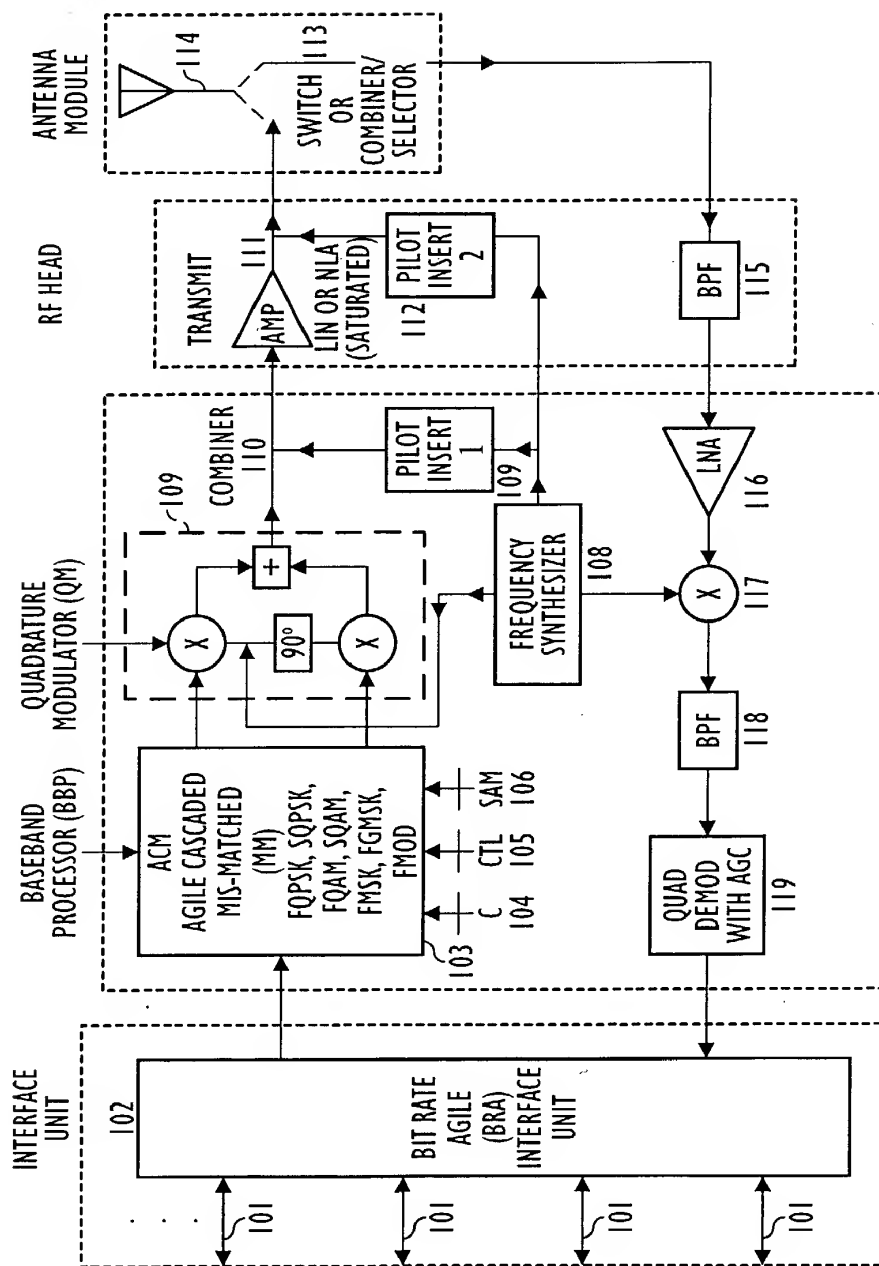 INTERFACE
UNIT
102
BIT RATE
AGILE
(BRA)
INTERFACE
UNIT
101
101
101
101
BASEBAND
PROCESSOR (BBP)
ACM
AGILE CASCADED
MIS-MATCHED
(MM)
FQPSK, SQPSK,
FQAM, SQAM,
FMSK, FGMSK,
FMOD
103
C
104
CTL
105
SAM
106
QUADRATURE
MODULATOR (QM)
X
90°
X
+
109
COMBINER
110
PILOT
INSERT
1
109
FREQUENCY
SYNTHESIZER
108
LNA
116
X
117
BPF
118
QUAD
DEMOD
WITH AGC
119
RF HEAD
TRANSMIT
AMP
111
LIN OR NLA
(SATURATED)
112
PILOT
INSERT
2
BPF
115
ANTENNA
MODULE
114
113
SWITCH
OR
COMBINER/
SELECTOR